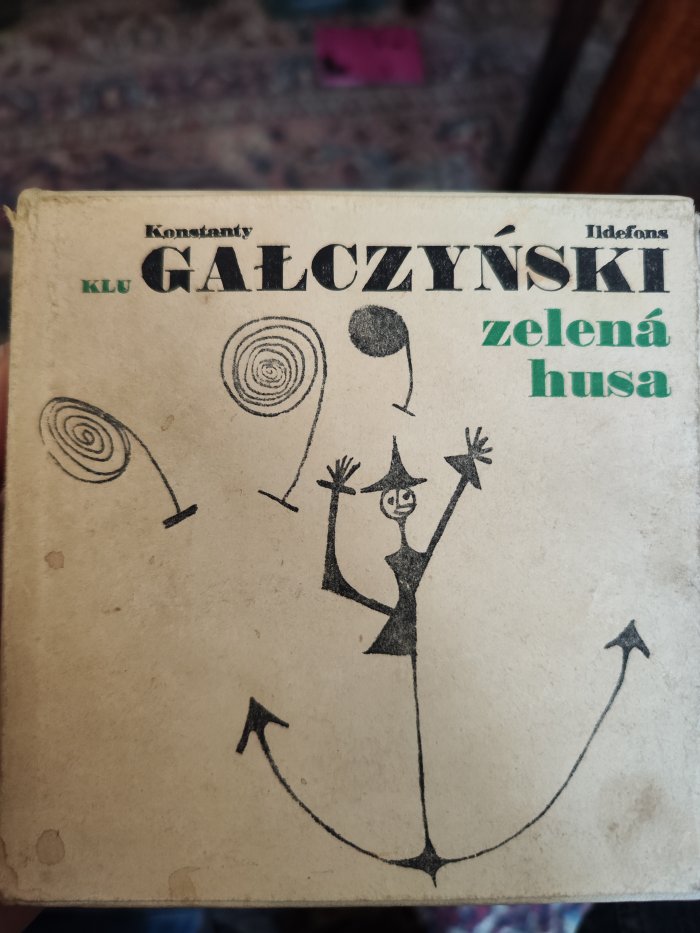 Konstanty Ildefons
KLU GAŁCZYŃSKI
zelená
husa